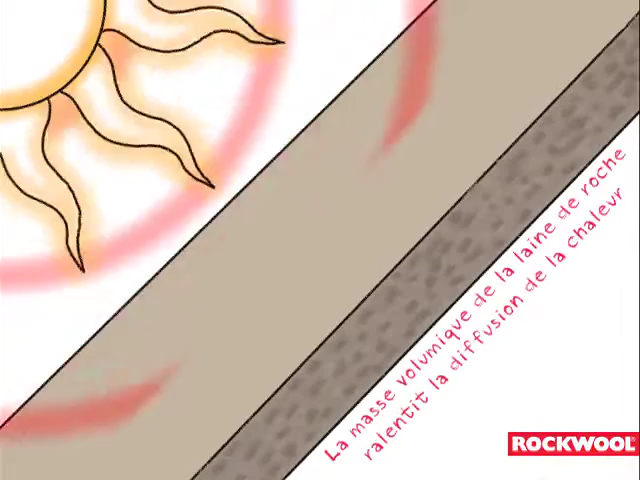 La masse volumique de la laine de roche
ralentit la diffusion de la chaleur
ROCKWOOL